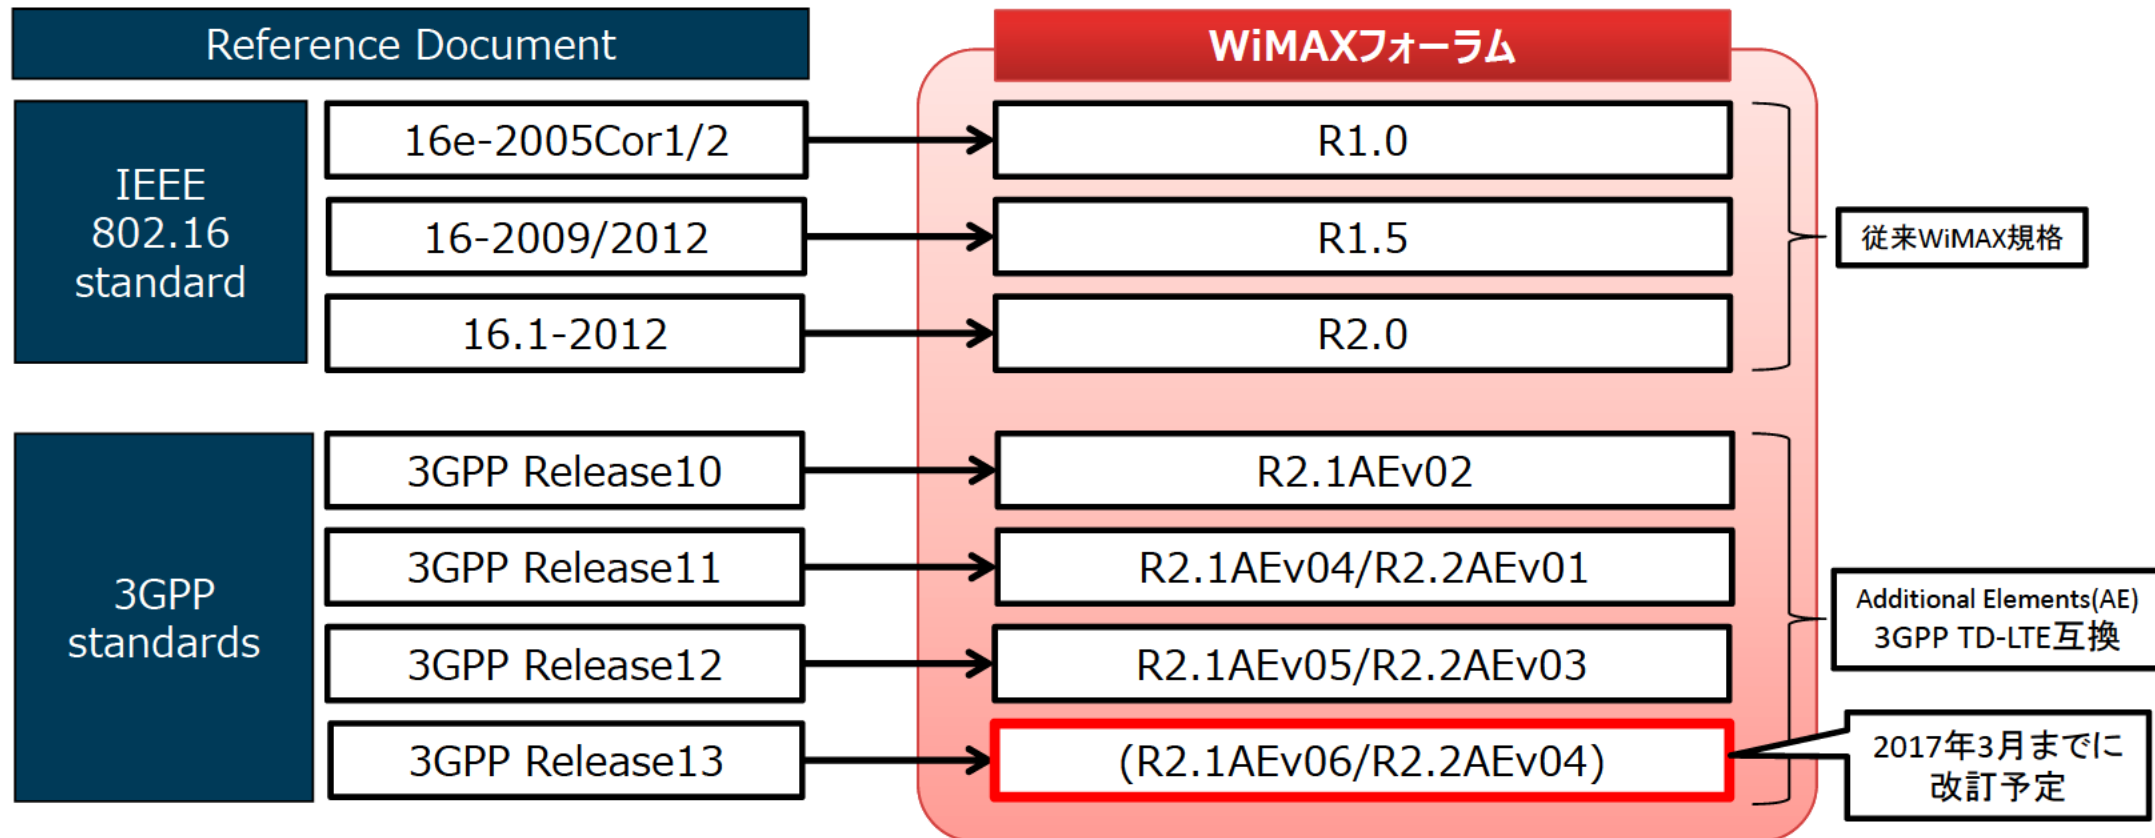 Reference Document
WiMAXフォーラム
IEEE
802.16
standard
16e-2005Cor1/2
R1.0
16-2009/2012
R1.5
従来WiMAX規格
16.1-2012
R2.0
3GPP
standards
3GPP Release10
R2.1AEv02
3GPP Release11
R2.1AEv04/R2.2AEv01
Additional Elements(AE)
3GPP TD-LTE互換
3GPP Release12
R2.1AEv05/R2.2AEv03
3GPP Release13
(R2.1AEv06/R2.2AEv04)
2017年3月までに
改訂予定